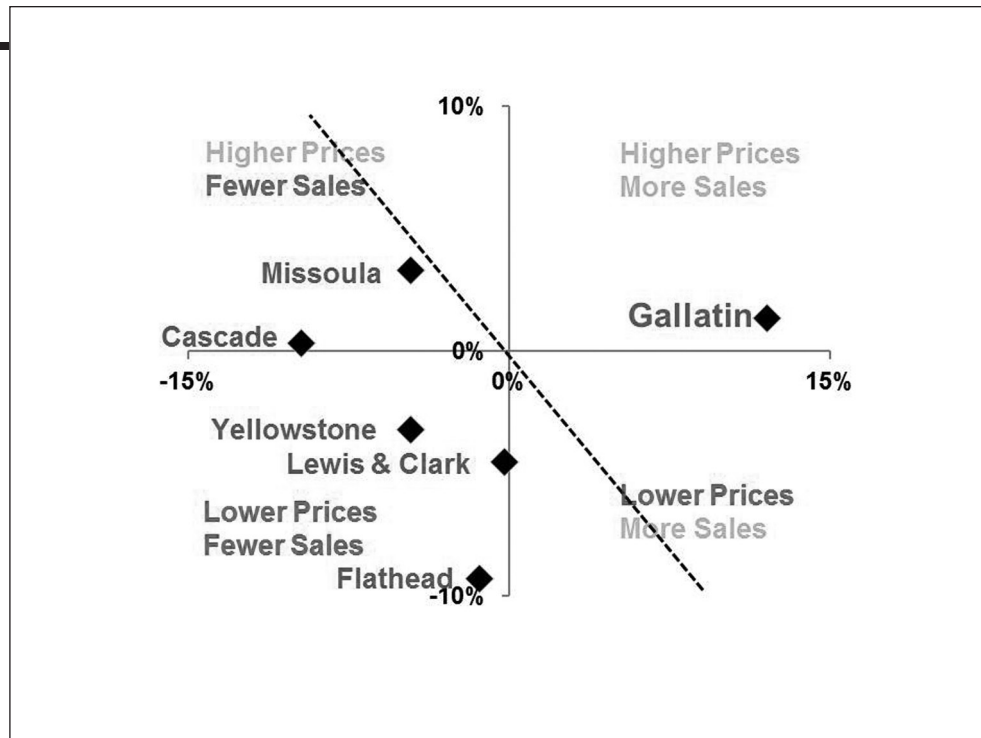 10%
Higher Prices
Fewer Sales
Higher Prices
More Sales
Missoula
Gallatin
Cascade
0%
-15%
0%
15%
Yellowstone
Lewis & Clark
Lower Prices
More Sales
Lower Prices
Fewer Sales
Flathead
-10%